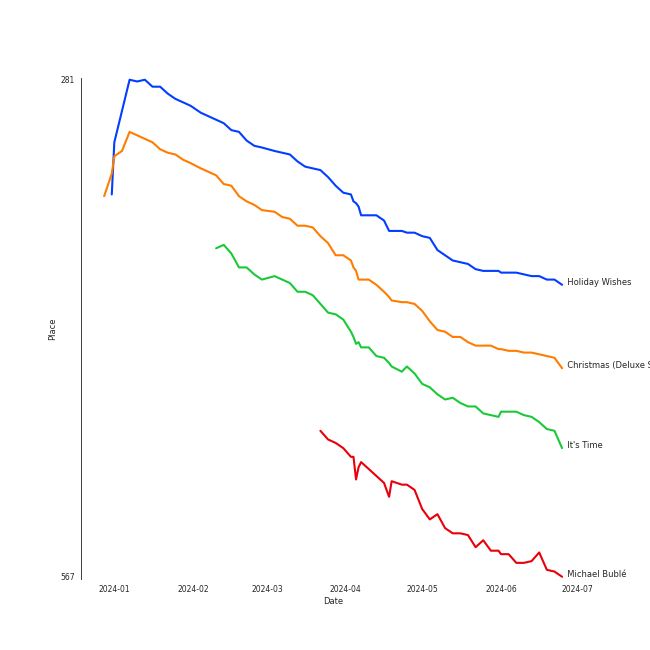 281
Place
567
Holiday Wishes
Christmas (Deluxe S
It's Time
Michael Bublé
2024-01
2024-02
2024-03
2024-04
2024-05
2024-06
2024-07
Date